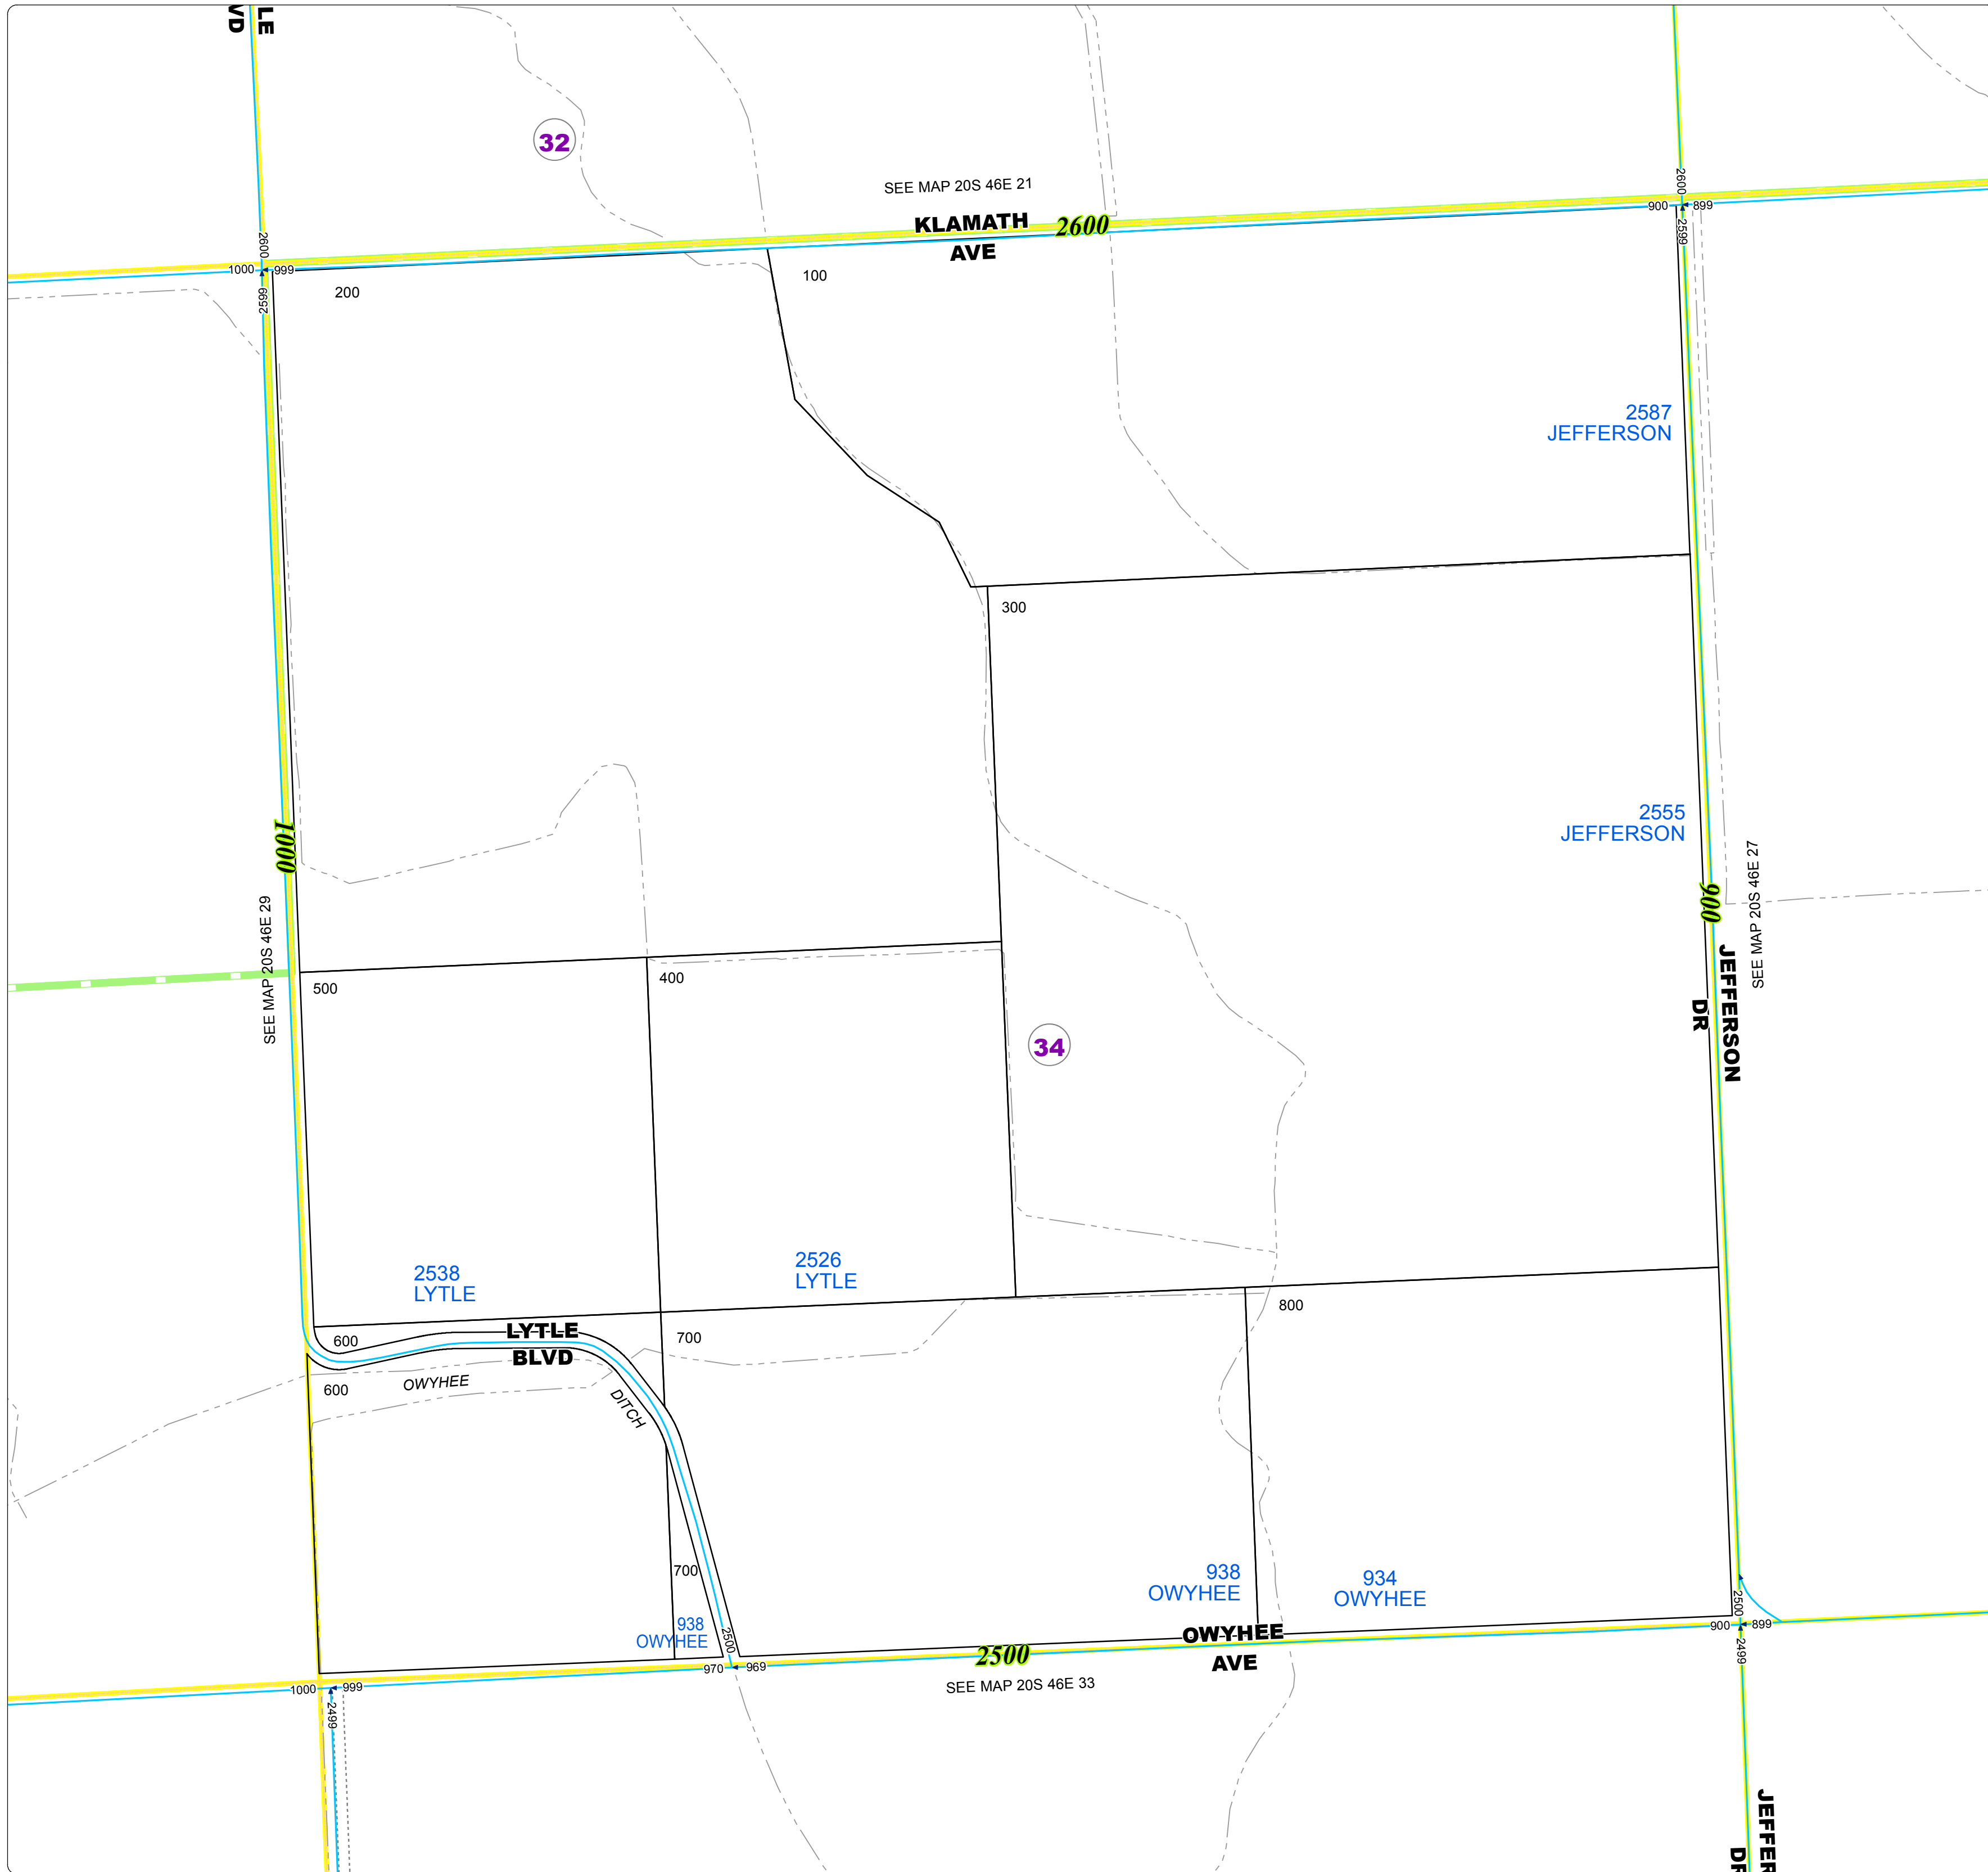 LE
VD
32
SEE MAP 20S 46E 21
KLAMATH 2600
AVE
2600
900
899
2599
2600
1000
999
2599
200
100
2587
JEFFERSON
300
2555
JEFFERSON
1000
900
SEE MAP 20S 46E 29
SEE MAP 20S 46E 27
JEFFERSON
DR
500
400
34
2538
LYTLE
2526
LYTLE
800
600
LYTLE
BLVD
700
600
OWYHEE
DITCH
700
938
OWYHEE
934
OWYHEE
938
OWYHEE
2500
970
969
2500
OWYHEE
AVE
2500
900
899
2499
SEE MAP 20S 46E 33
1000
999
2499
JEFFER
DR